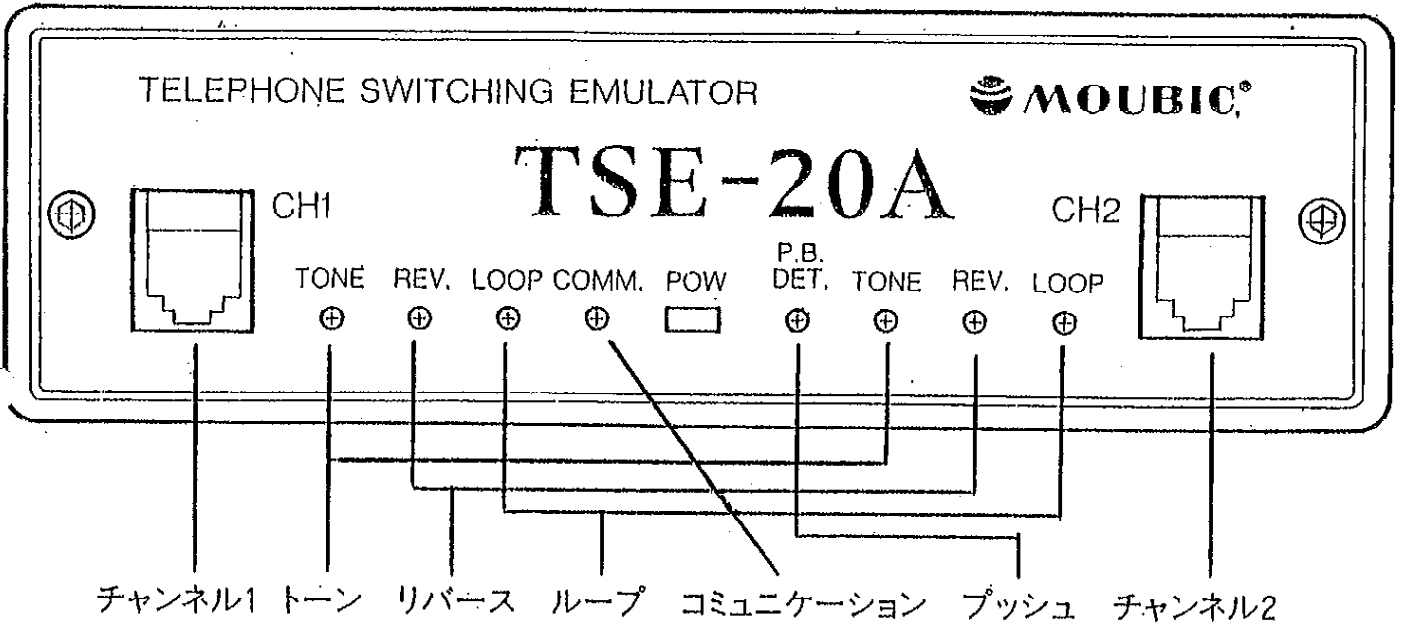 TELEPHONE SWITCHING EMULATOR MOUBIC®
TSE-20A
CH1 CH2
TONE REV. LOOP COMM. POW P.B. DET. TONE REV. LOOP
チャンネル1 トーン リバース ループ コミュニケーション プッシュ チャンネル2